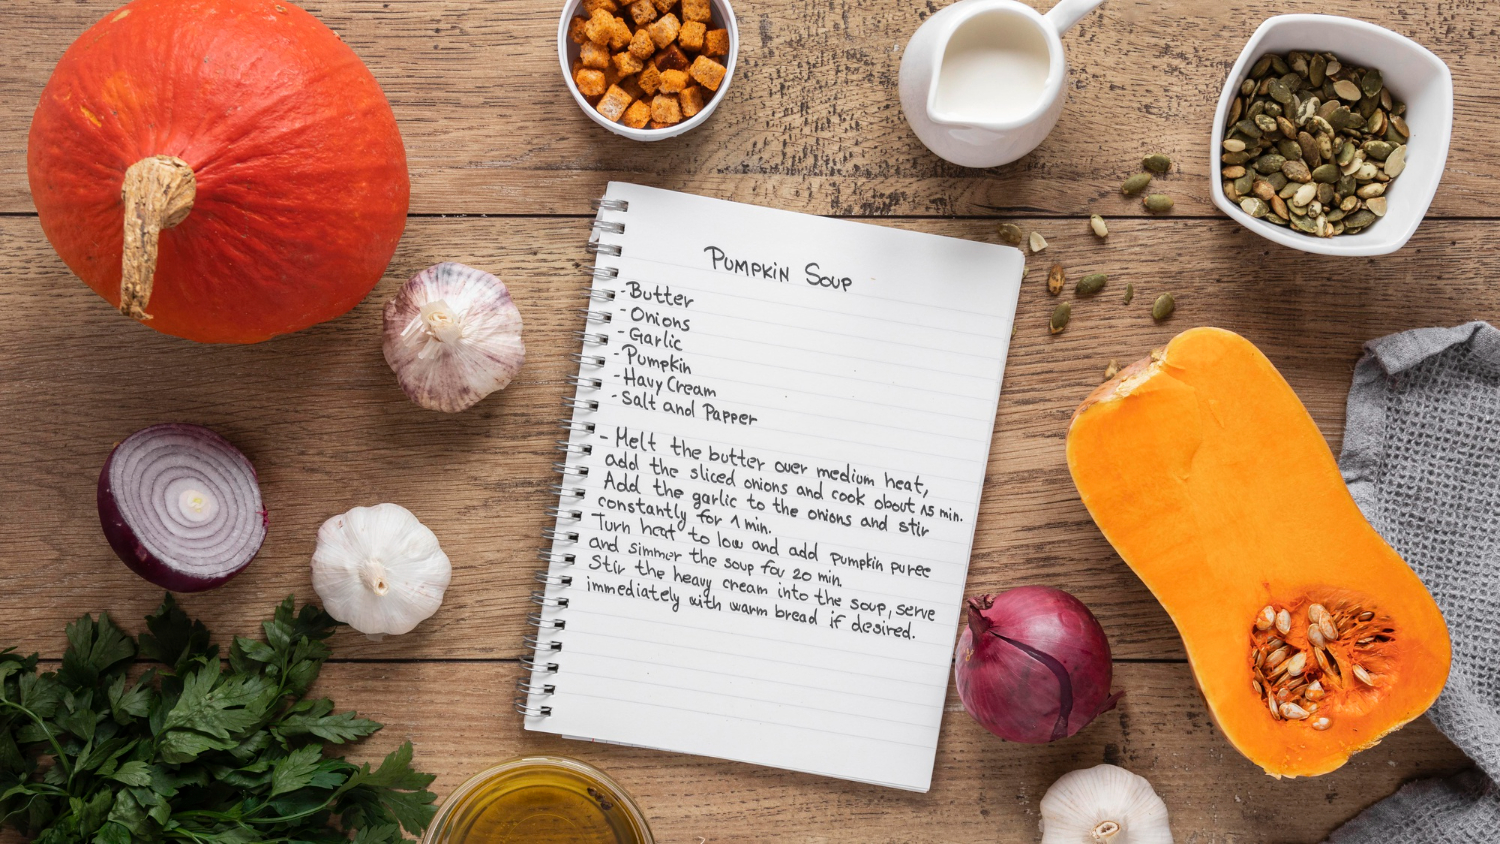 PUMPKIN SOUP
-Butter
-Onions
-Garlic
-Pumpkin
-Havy Cream
-Salt and Papper
- Melt the butter over medium heat,
add the sliced onions and cook about 15 min.
Add the garlic to the onions and stir
constantly for 1 min.
Turn heat to low and add pumpkin puree
and simmer the soup for 20 min.
Stir the heavy cream into the soup, serve
immediately with warm bread if desired.